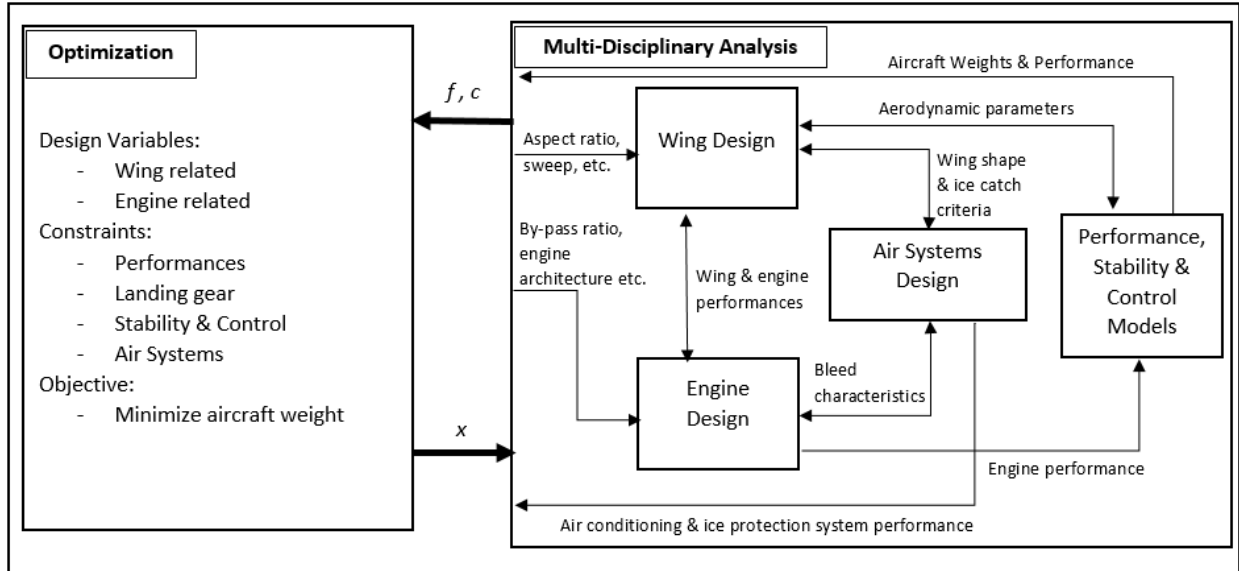 Optimization
Design Variables:
- Wing related
- Engine related
Constraints:
- Performances
- Landing gear
- Stability & Control
- Air Systems
Objective:
- Minimize aircraft weight
f, c
x
Multi-Disciplinary Analysis
Aircraft Weights & Performance
Aerodynamic parameters
Aspect ratio,
sweep, etc.
Wing Design
Wing shape
& ice catch
criteria
By-pass ratio,
engine
architecture etc.
Wing & engine
performances
Air Systems
Design
Performance,
Stability &
Control
Models
Engine
Design
Bleed
characteristics
Engine performance
Air conditioning & ice protection system performance